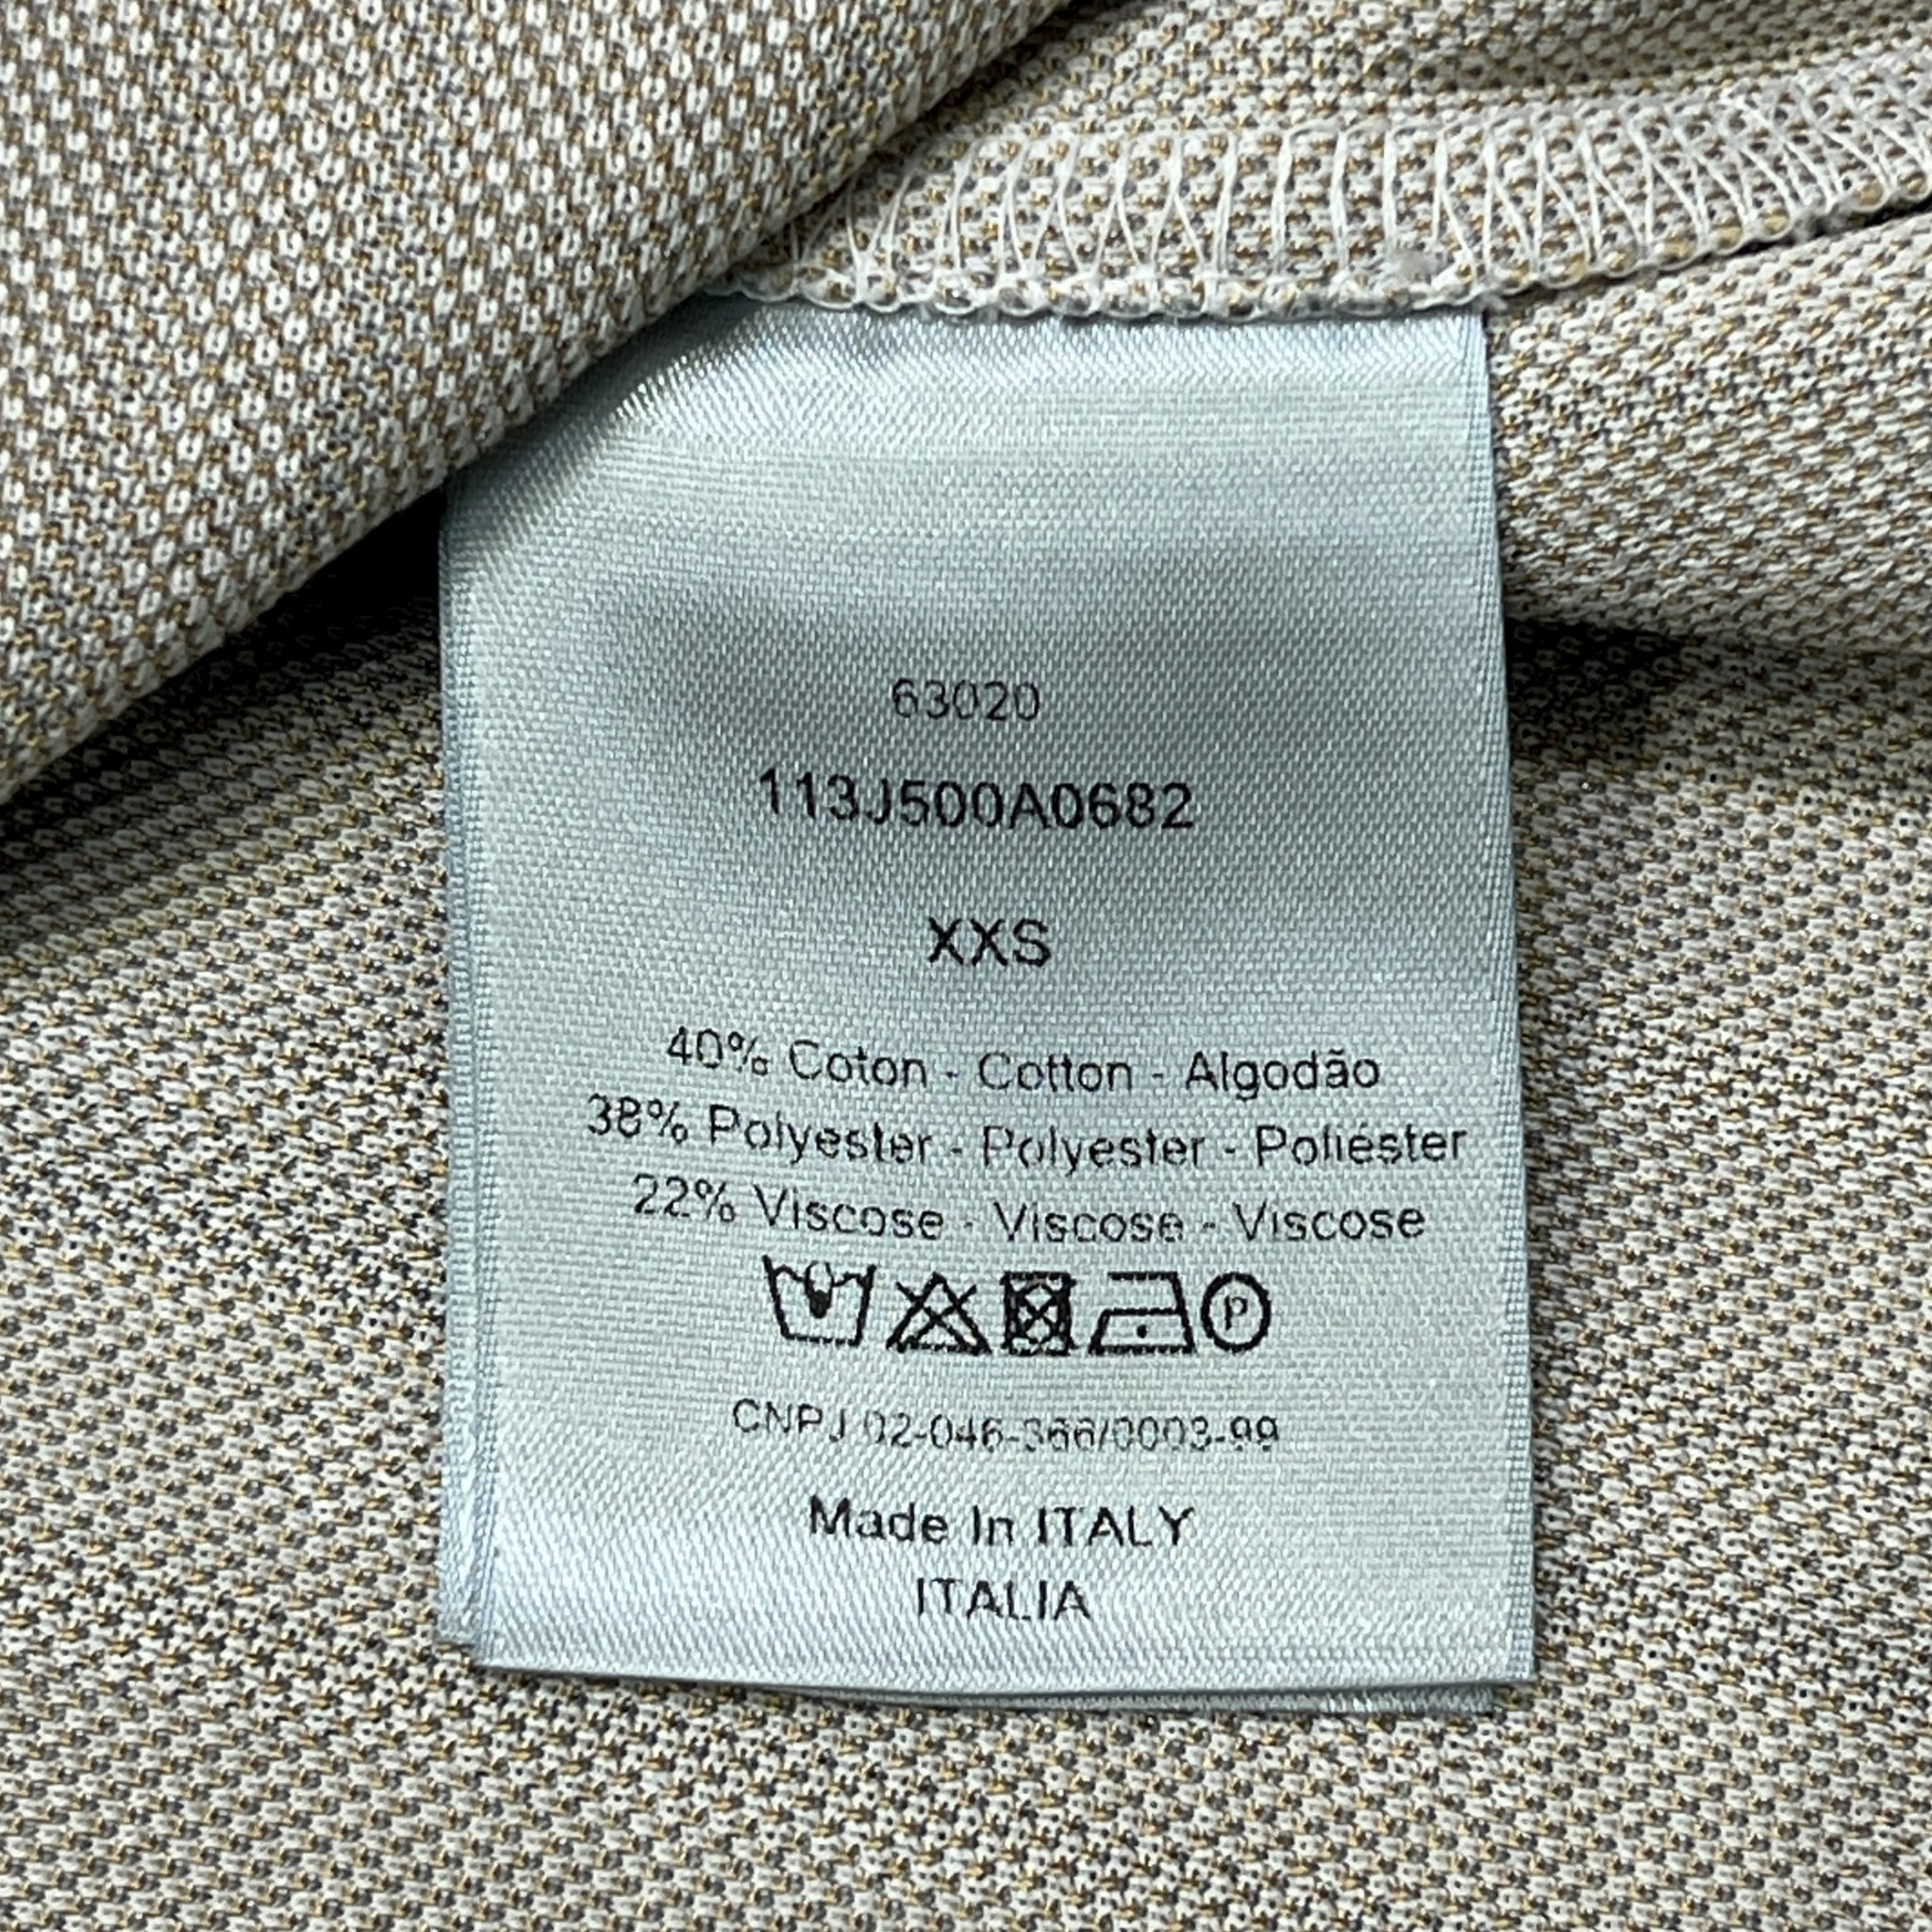 63020
113J500A0682
XXS
40% Coton - Cotton - Algodão
38% Polyester - Polyester - Poliéster
22% Viscose - Viscose - Viscose
P
CNPJ 02-046-366/0003-99
Made In ITALY
ITALIA